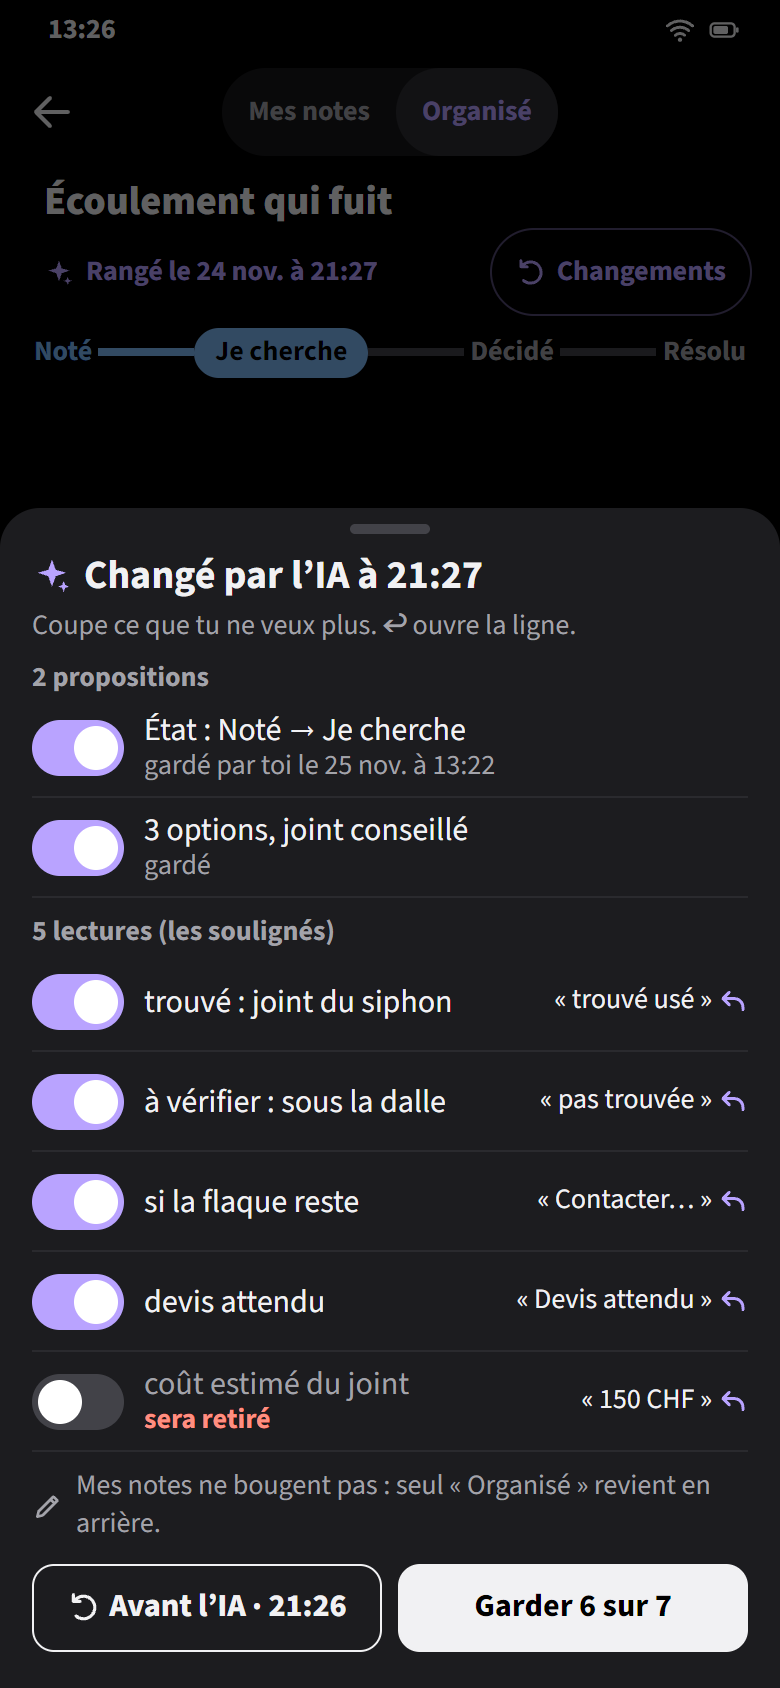 13:26
Mes notes
Organisé
Écoulement qui fuit
Rangé le 24 nov. à 21:27
Changements
Noté
Je cherche
Décidé
Résolu
Changé par l’IA à 21:27
Coupe ce que tu ne veux plus. ↩ ouvre la ligne.
2 propositions
État : Noté → Je cherche
gardé par toi le 25 nov. à 13:22
3 options, joint conseillé
gardé
5 lectures (les soulignés)
trouvé : joint du siphon
« trouvé usé »
à vérifier : sous la dalle
« pas trouvée »
si la flaque reste
« Contacter… »
devis attendu
« Devis attendu »
coût estimé du joint
sera retiré
« 150 CHF »
Mes notes ne bougent pas : seul « Organisé » revient en
arrière.
Avant l’IA · 21:26
Garder 6 sur 7